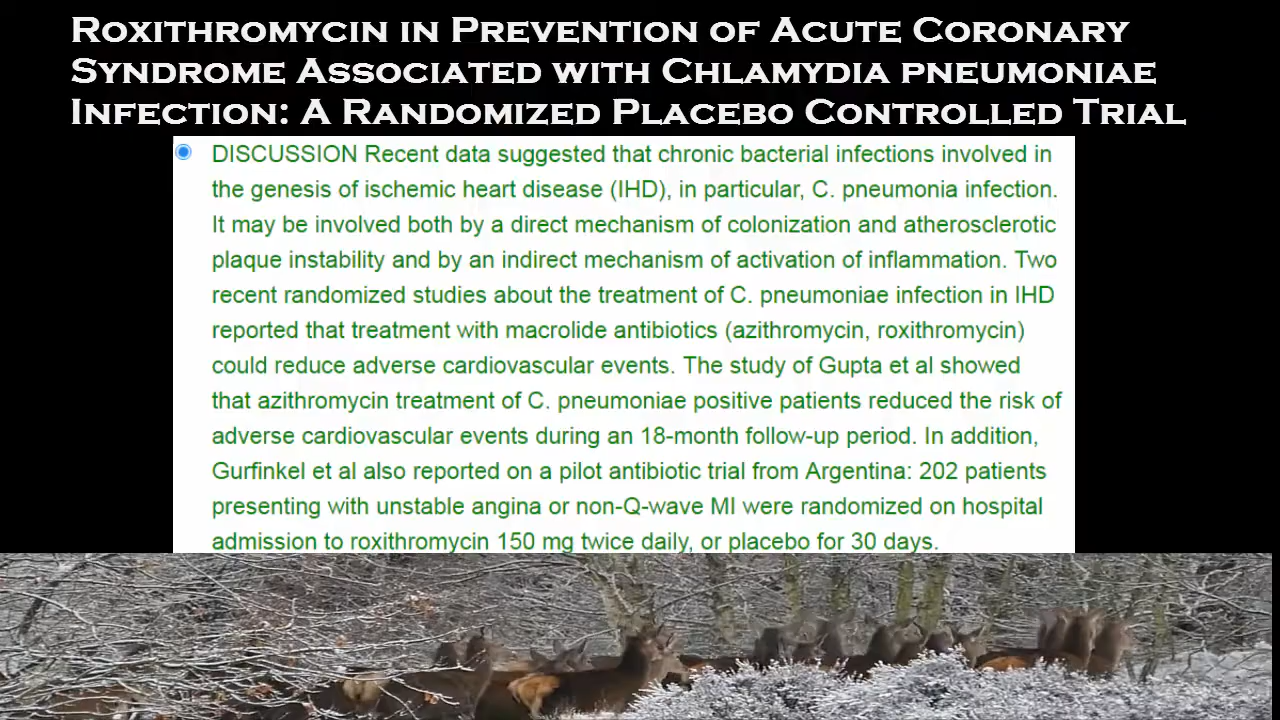 ROXITHROMYCIN IN PREVENTION OF ACUTE CORONARY
SYNDROME ASSOCIATED WITH CHLAMYDIA PNEUMONIAE
INFECTION: A RANDOMIZED PLACEBO CONTROLLED TRIAL
DISCUSSION Recent data suggested that chronic bacterial infections involved in
the genesis of ischemic heart disease (IHD), in particular, C. pneumonia infection.
It may be involved both by a direct mechanism of colonization and atherosclerotic
plaque instability and by an indirect mechanism of activation of inflammation. Two
recent randomized studies about the treatment of C. pneumoniae infection in IHD
reported that treatment with macrolide antibiotics (azithromycin, roxithromycin)
could reduce adverse cardiovascular events. The study of Gupta et al showed
that azithromycin treatment of C. pneumoniae positive patients reduced the risk of
adverse cardiovascular events during an 18-month follow-up period. In addition,
Gurfinkel et al also reported on a pilot antibiotic trial from Argentina: 202 patients
presenting with unstable angina or non-Q-wave MI were randomized on hospital
admission to roxithromycin 150 mg twice daily, or placebo for 30 days.